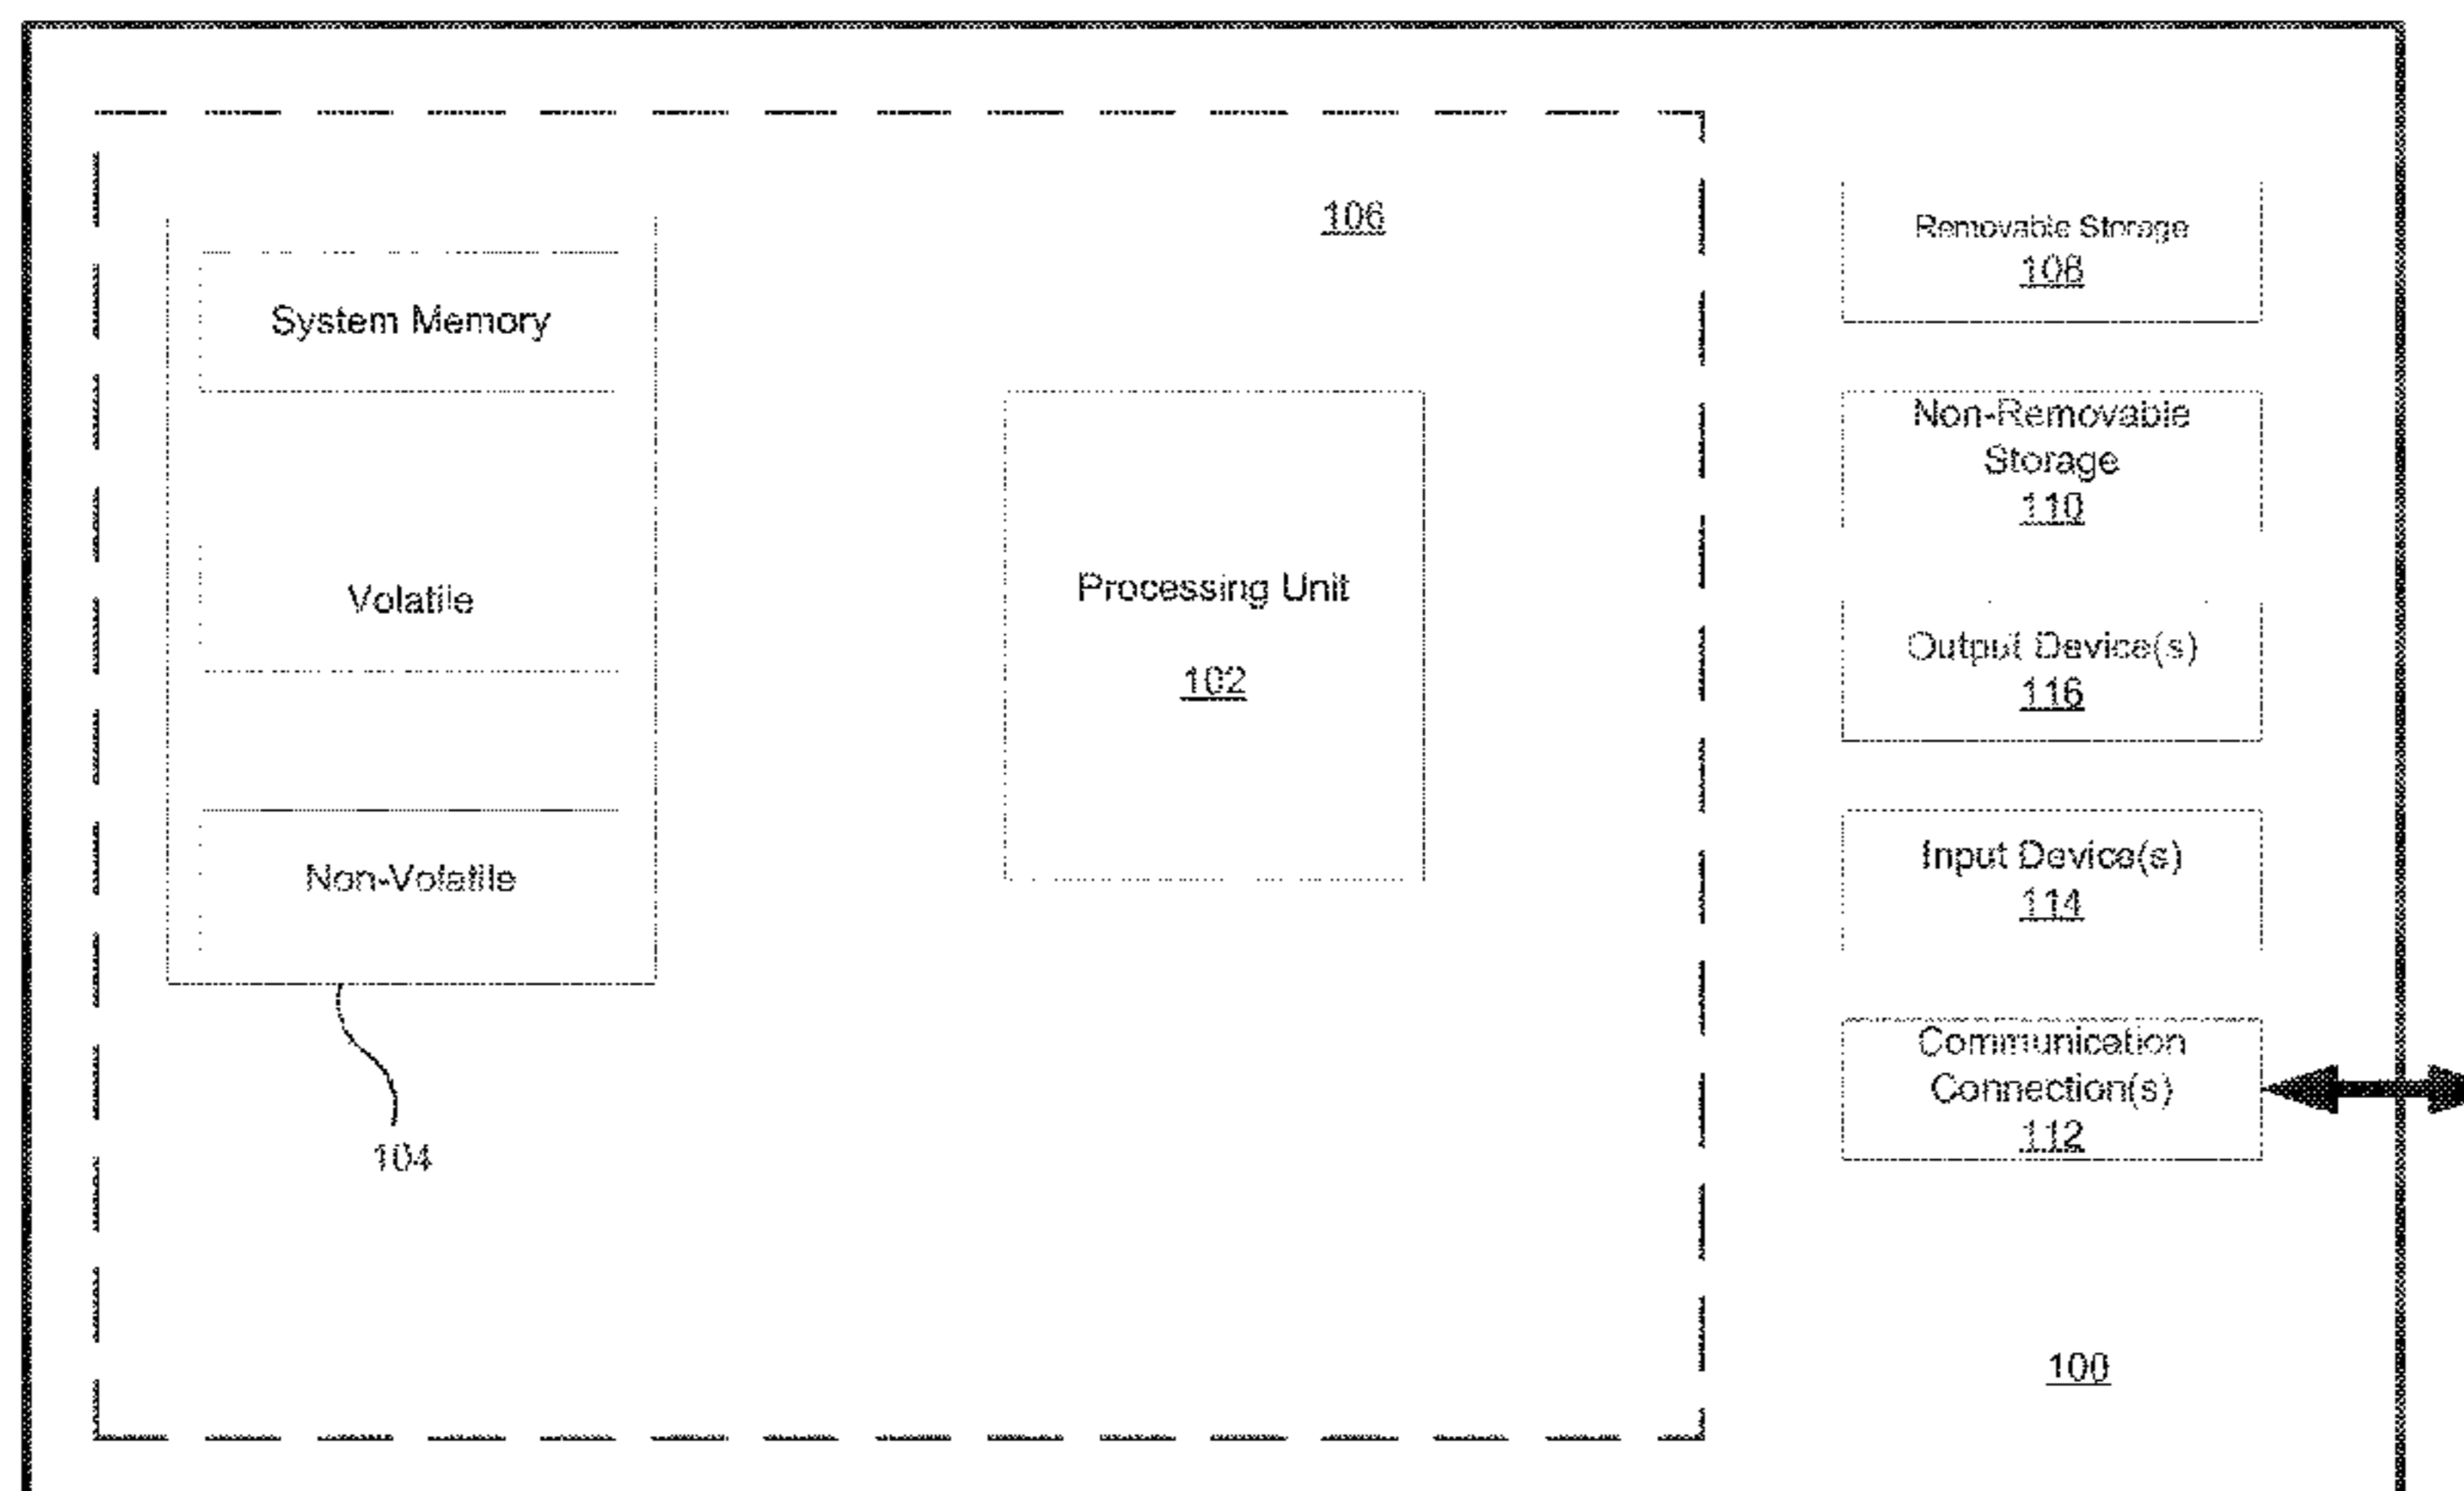 106
System Memory
Volatile
Non-Volatile
104
Processing Unit
102
Removable Storage
108
Non-Removable
Storage
110
Output Device(s)
116
Input Device(s)
114
Communication
Connection(s)
112
100